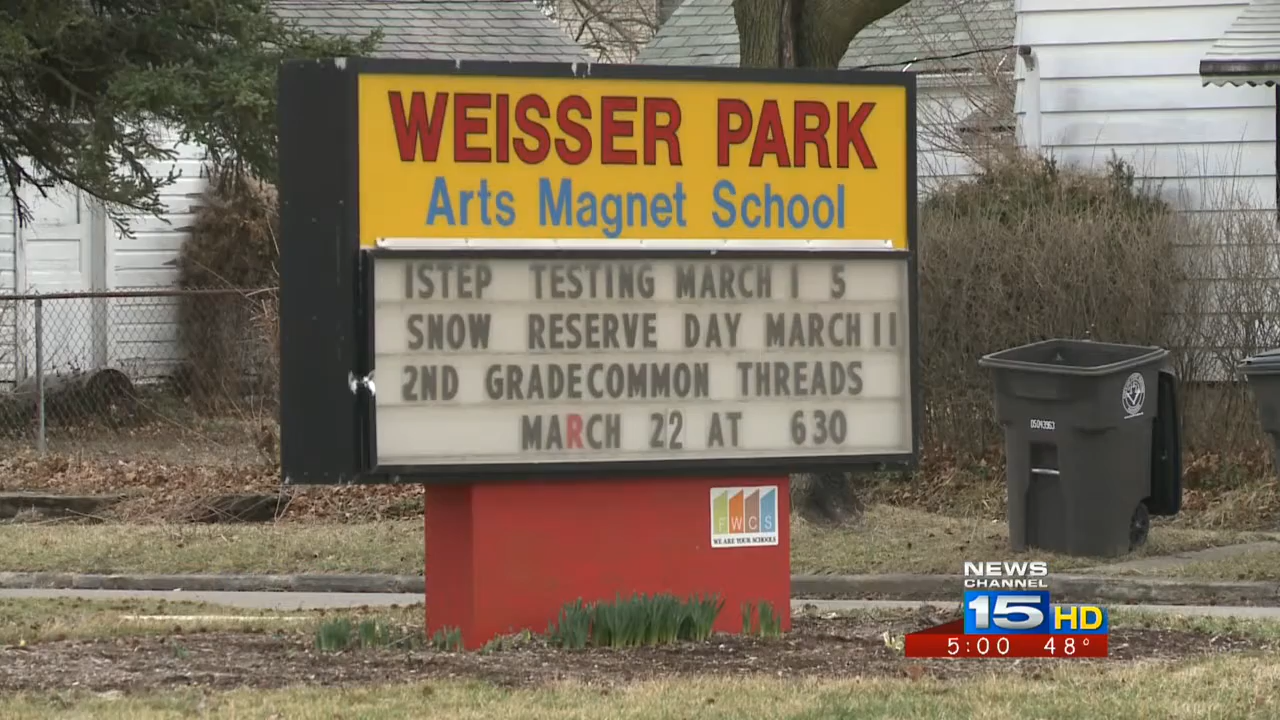 WEISSER PARK
Arts Magnet School
ISTEP TESTING MARCH 1 5
SNOW RESERVE DAY MARCH 11
2ND GRADECOMMON THREADS
MARCH 22 AT 630
FWCS
WE ARE YOUR SCHOOLS
05043963
NEWS
CHANNEL
15 HD
5:00 48°